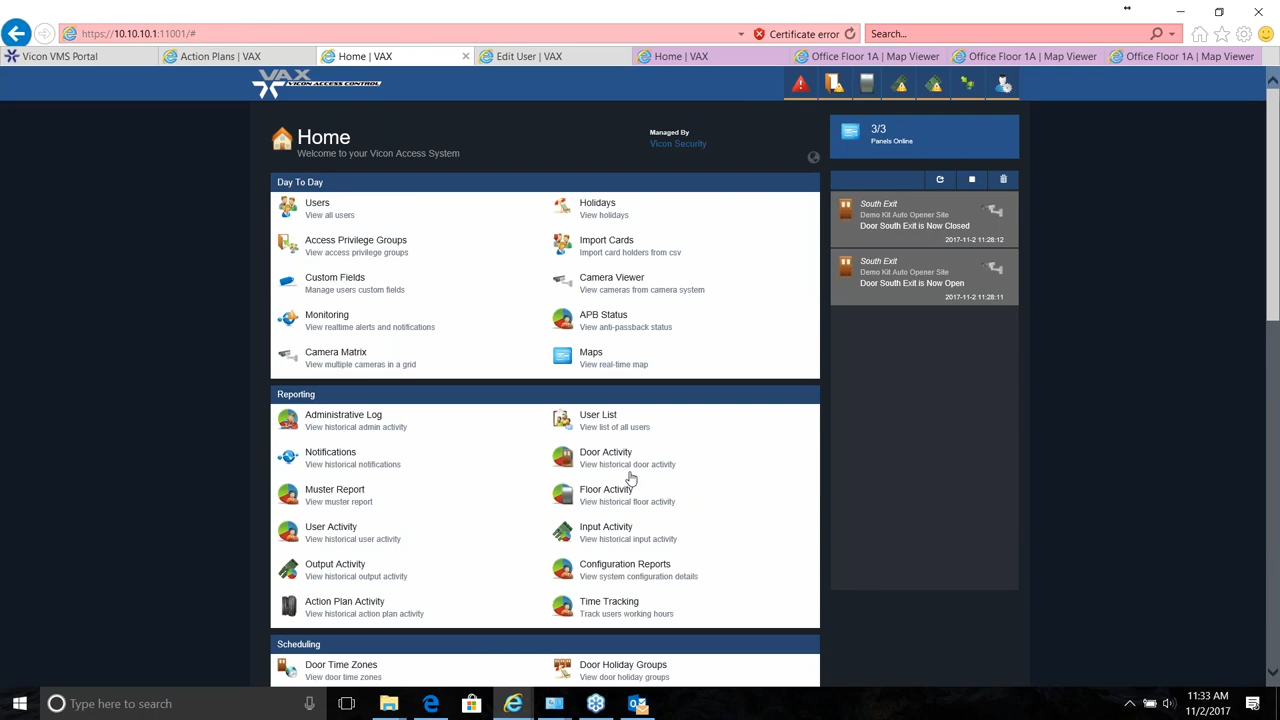 https://10.10.10.1:11001/#
Certificate error
Search...
Vicon VMS Portal
Action Plans | VAX
Home | VAX
Edit User | VAX
Home | VAX
Office Floor 1A | Map Viewer
Office Floor 1A | Map Viewer
Office Floor 1A | Map Viewer
VAX
VICON ACCESS CONTROL
Home
Welcome to your Vicon Access System
Managed By
Vicon Security
3/3
Panels Online
Day To Day
Users
View all users
Holidays
View holidays
Access Privilege Groups
View access privilege groups
Import Cards
Import card holders from csv
Custom Fields
Manage users custom fields
Camera Viewer
View cameras from camera system
Monitoring
View realtime alerts and notifications
APB Status
View anti-passback status
Camera Matrix
View multiple cameras in a grid
Maps
View real-time map
Reporting
Administrative Log
View historical admin activity
User List
View list of all users
Notifications
View historical notifications
Door Activity
View historical door activity
Muster Report
View muster report
Floor Activity
View historical floor activity
User Activity
View historical user activity
Input Activity
View historical input activity
Output Activity
View historical output activity
Configuration Reports
View system configuration details
Action Plan Activity
View historical action plan activity
Time Tracking
Track users working hours
Scheduling
Door Time Zones
View door time zones
Door Holiday Groups
View door holiday groups
South Exit
Demo Kit Auto Opener Site
Door South Exit is Now Closed
2017-11-2 11:28:12
South Exit
Demo Kit Auto Opener Site
Door South Exit is Now Open
2017-11-2 11:28:11
Type here to search
11:33 AM
11/2/2017